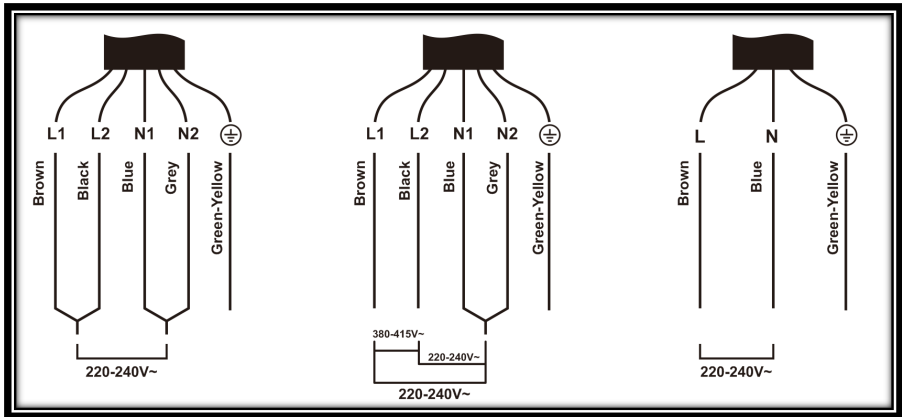 L1 L2 N1 N2
Brown
Black
Blue
Grey
Green-Yellow
220-240V~
L1 L2 N1 N2
Brown
Black
Blue
Grey
Green-Yellow
380-415V~
220-240V~
220-240V~
L N
Brown
Blue
Green-Yellow
220-240V~